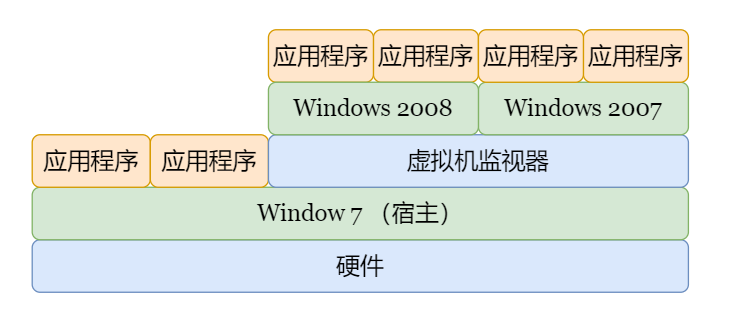 应用程序 应用程序 应用程序 应用程序
Windows 2008 Windows 2007
应用程序 应用程序 虚拟机监视器
Window 7 （宿主）
硬件